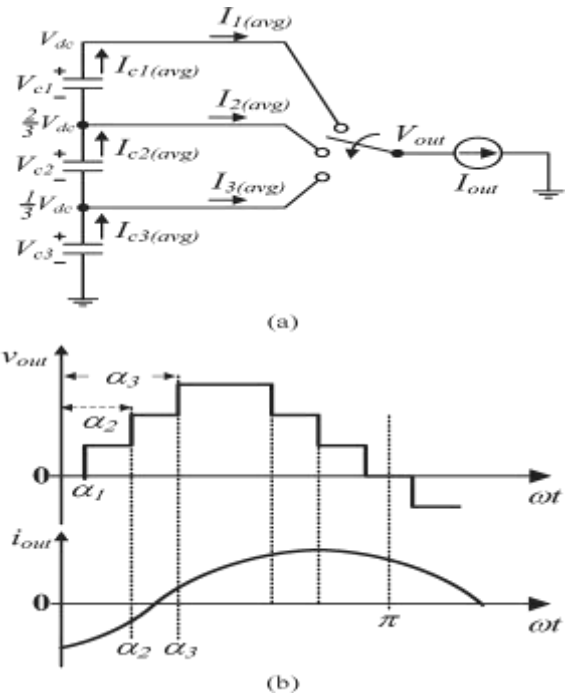 V_dc
I_1(avg)
V_c1 + −
I_c1(avg)
2/3 V_dc
I_2(avg)
V_c2 + −
I_c2(avg)
V_out
I_out
1/3 V_dc
I_3(avg)
V_c3 + −
I_c3(avg)
(a)
v_out
α_3
α_2
0
α_1
ωt
i_out
0
π
ωt
α_2 α_3
(b)